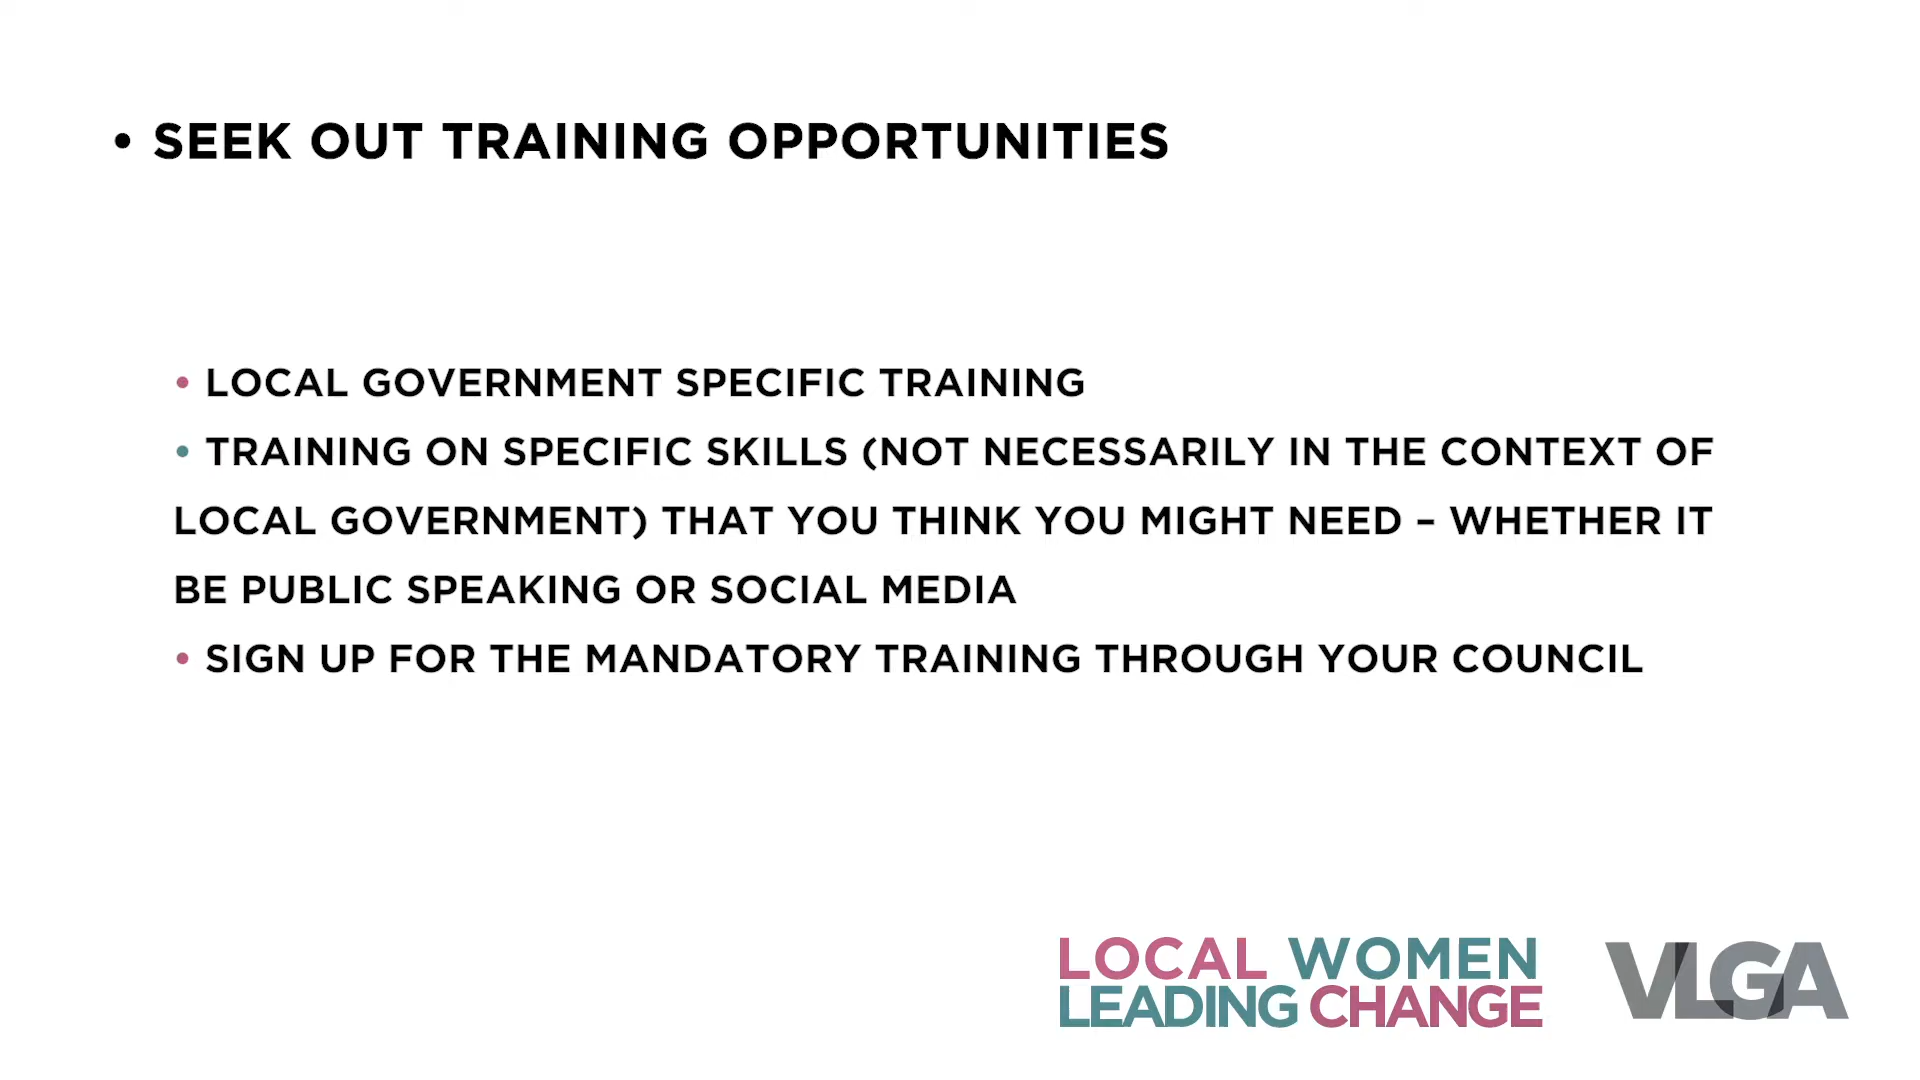 • SEEK OUT TRAINING OPPORTUNITIES
• LOCAL GOVERNMENT SPECIFIC TRAINING
• TRAINING ON SPECIFIC SKILLS (NOT NECESSARILY IN THE CONTEXT OF
LOCAL GOVERNMENT) THAT YOU THINK YOU MIGHT NEED – WHETHER IT
BE PUBLIC SPEAKING OR SOCIAL MEDIA
• SIGN UP FOR THE MANDATORY TRAINING THROUGH YOUR COUNCIL
LOCAL WOMEN
LEADING CHANGE
VLGA